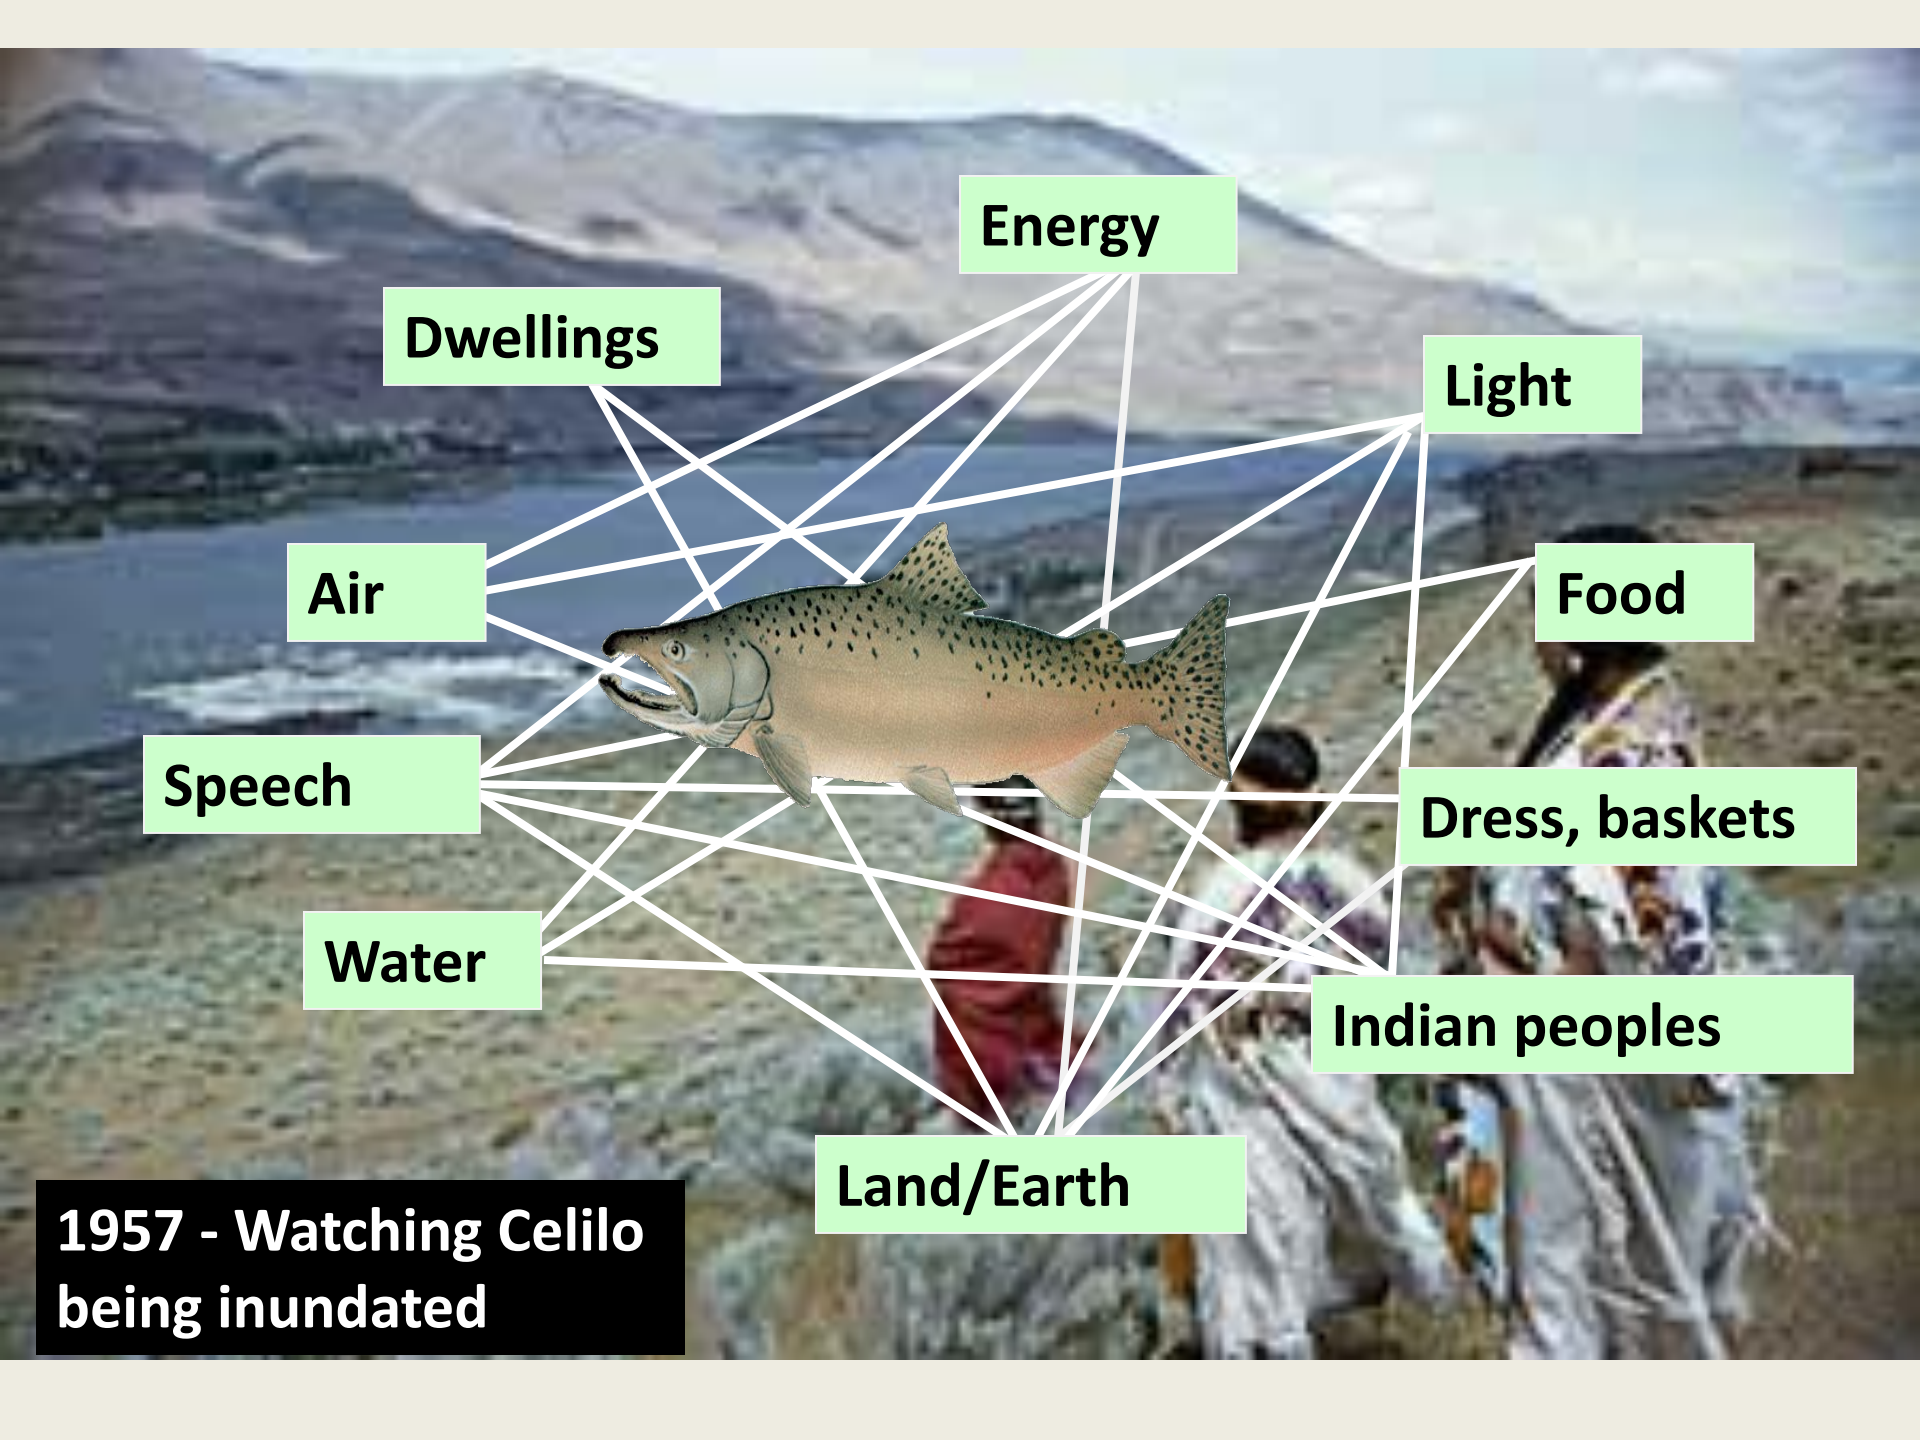 Energy
Dwellings
Light
Air
Food
Speech
Dress, baskets
Water
Indian peoples
Land/Earth
1957 - Watching Celilo
being inundated